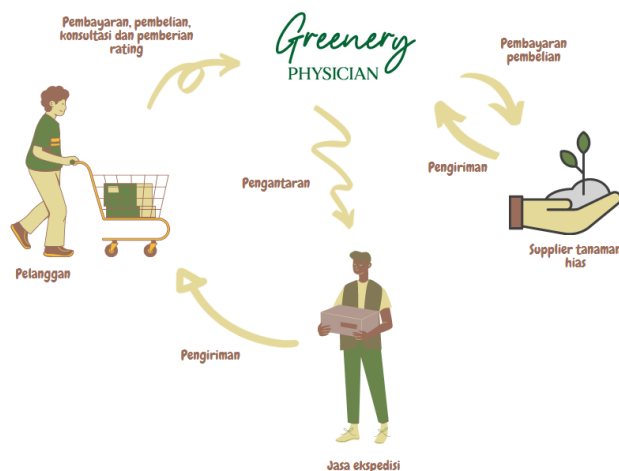 Pembayaran, pembelian,
konsultasi dan pemberian
rating
Greenery
PHYSICIAN
Pembayaran
pembelian
Pengiriman
Pengantaran
Supplier tanaman
hias
Pelanggan
Pengiriman
Jasa ekspedisi